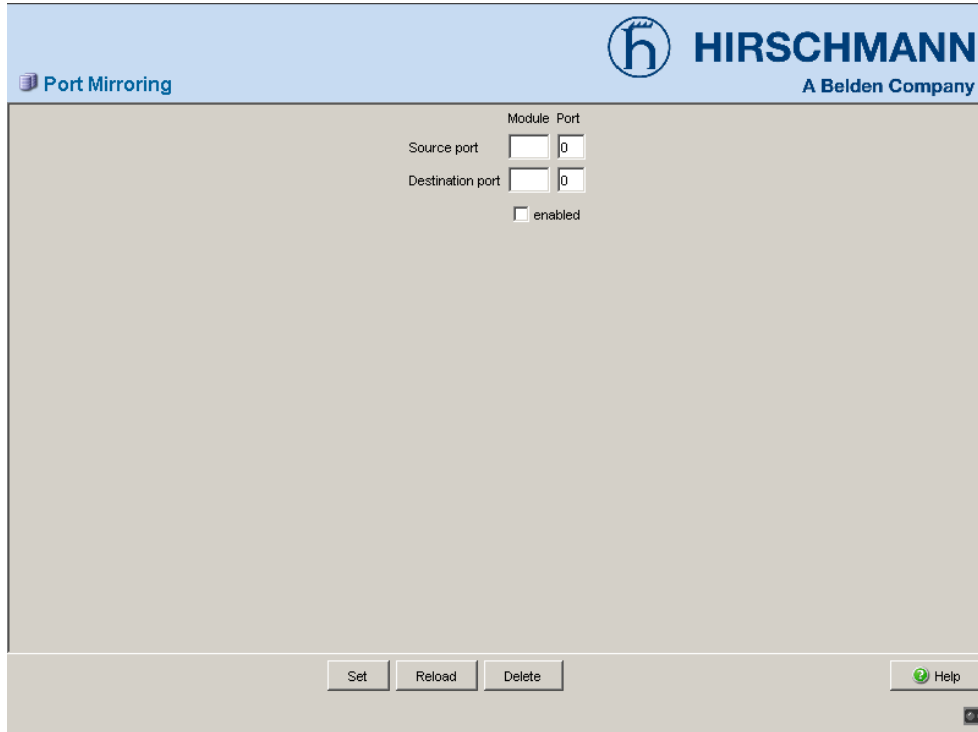 HIRSCHMANN
A Belden Company
Port Mirroring
Module Port
Source port 0
Destination port 0
enabled
Set Reload Delete Help